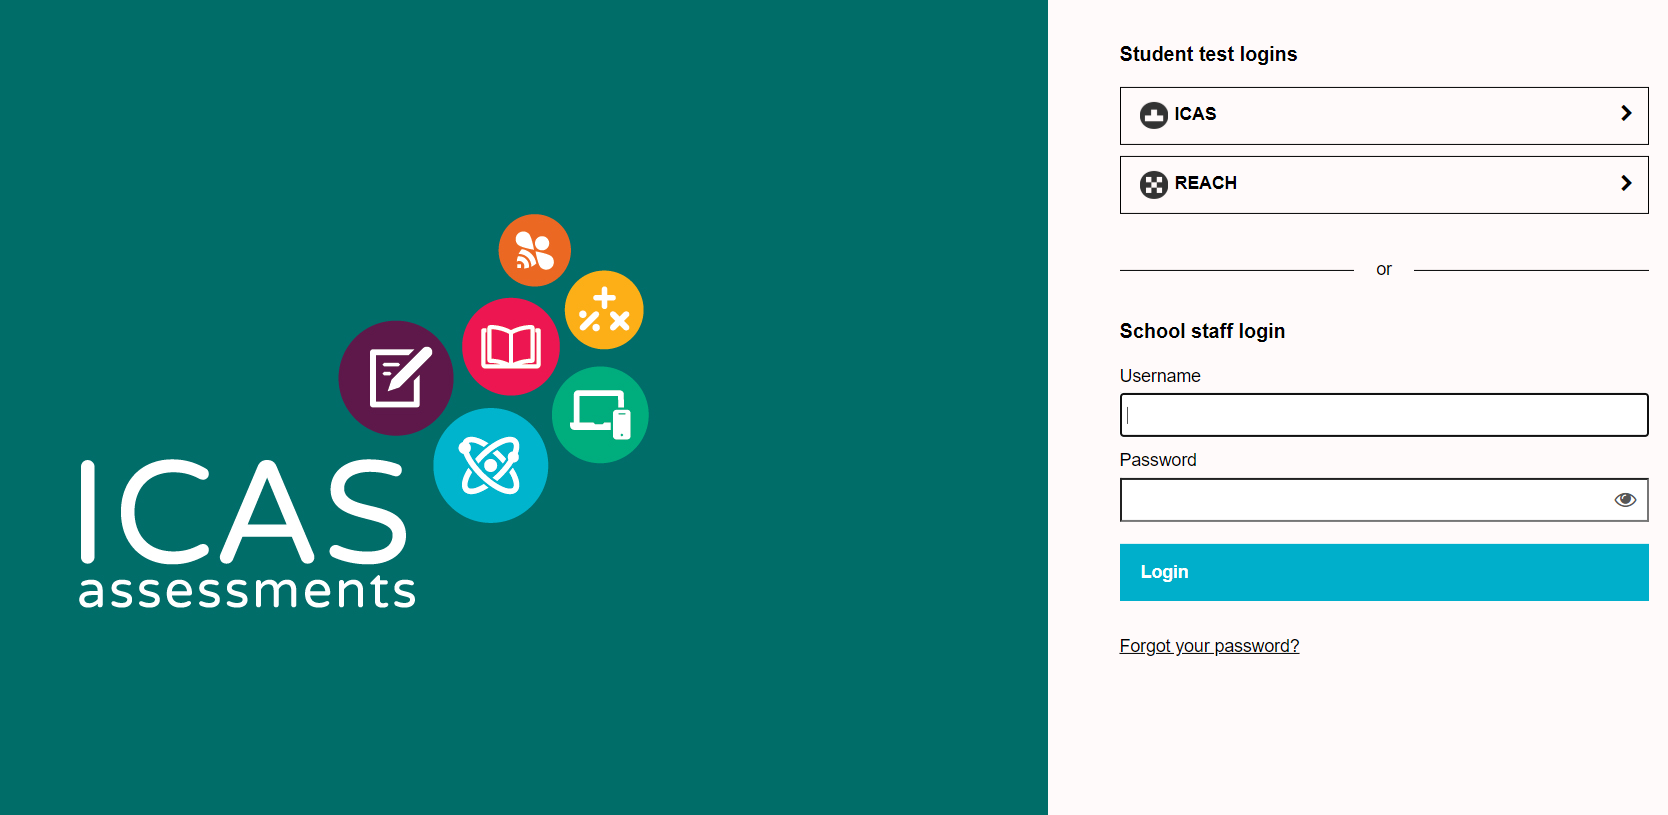 ICAS
assessments
Student test logins
ICAS
REACH
or
School staff login
Username
Password
Login
Forgot your password?